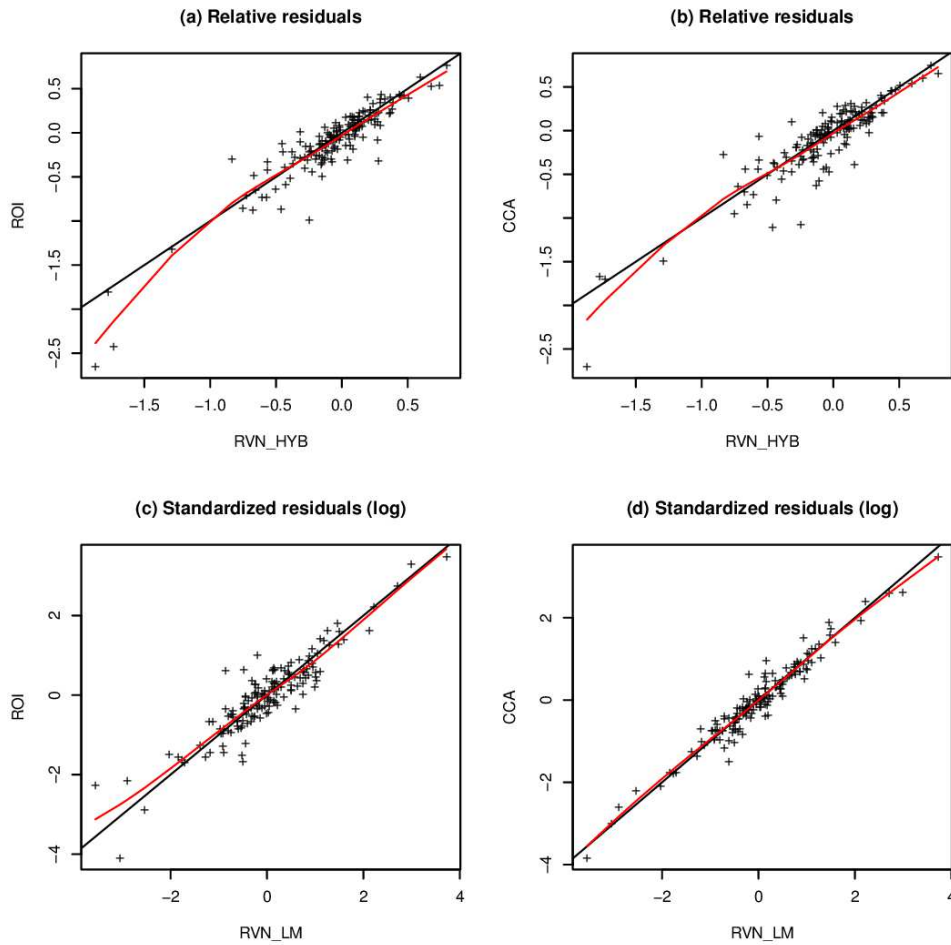 (a) Relative residuals
ROI
0.5
0.0
−0.5
−1.5
−2.5
−1.5 −1.0 −0.5 0.0 0.5
RVN_HYB
(b) Relative residuals
CCA
0.5
0.0
−0.5
−1.5
−2.5
−1.5 −1.0 −0.5 0.0 0.5
RVN_HYB
(c) Standardized residuals (log)
ROI
2
0
−2
−4
−2 0 2 4
RVN_LM
(d) Standardized residuals (log)
CCA
2
0
−2
−4
−2 0 2 4
RVN_LM